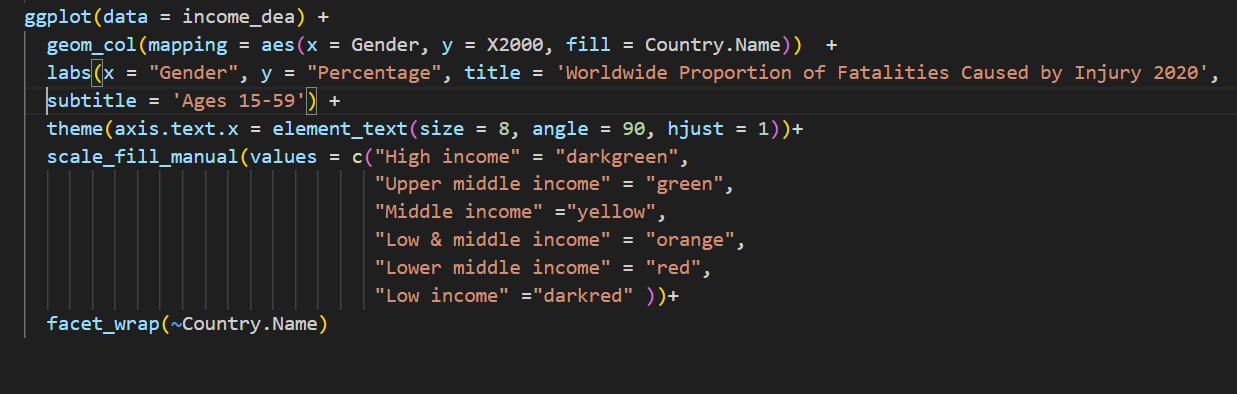 ggplot(data = income_dea) +
geom_col(mapping = aes(x = Gender, y = X2000, fill = Country.Name))  +
labs(x = "Gender", y = "Percentage", title = 'Worldwide Proportion of Fatalities Caused by Injury 2020',
subtitle = 'Ages 15-59') +
theme(axis.text.x = element_text(size = 8, angle = 90, hjust = 1))+
scale_fill_manual(values = c("High income" = "darkgreen",
"Upper middle income" = "green",
"Middle income" ="yellow",
"Low & middle income" = "orange",
"Lower middle income" = "red",
"Low income" ="darkred" ))+
facet_wrap(~Country.Name)